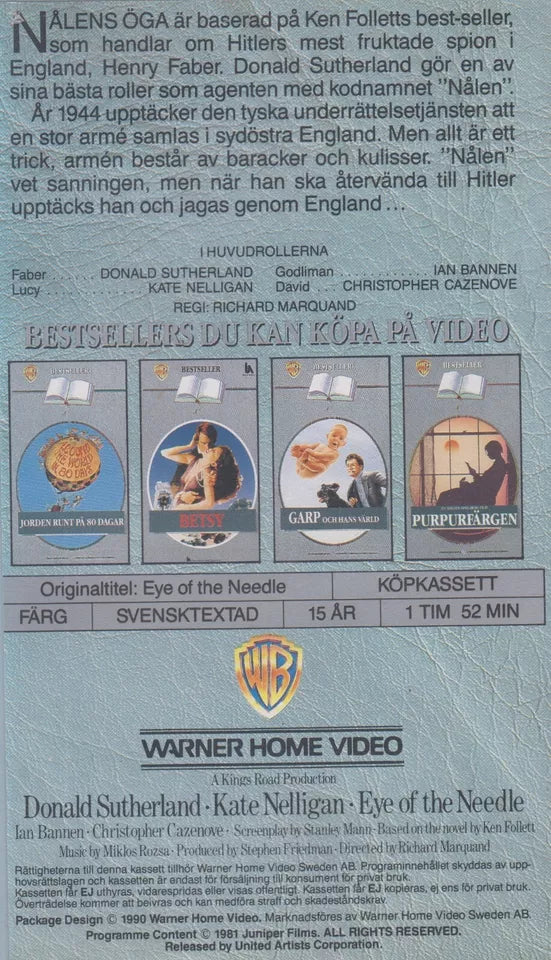 NÅLENS ÖGA är baserad på Ken Folletts best-seller,
som handlar om Hitlers mest fruktade spion i
England, Henry Faber. Donald Sutherland gör en av
sina bästa roller som agenten med kodnamnet "Nålen".
År 1944 upptäcker den tyska underrättelsetjänsten att
en stor armé samlas i sydöstra England. Men allt är ett
trick, armén består av baracker och kulisser. "Nålen"
vet sanningen, men när han ska återvända till Hitler
upptäcks han och jagas genom England ...
I HUVUDROLLERNA
Faber ...... DONALD SUTHERLAND Godliman ............ IAN BANNEN
Lucy ............ KATE NELLIGAN David ... CHRISTOPHER CAZENOVE
REGI: RICHARD MARQUAND
BESTSELLERS DU KAN KÖPA PÅ VIDEO
BESTSELLER BESTSELLER BESTSELLER BESTSELLER
AROUND THE WORLD IN 80 DAYS
JORDEN RUNT PÅ 80 DAGAR
BETSY
GARP OCH HANS VÄRLD
PURPURFÄRGEN
Originaltitel: Eye of the Needle KÖPKASSETT
FÄRG SVENSKTEXTAD 15 ÅR 1 TIM 52 MIN
WB
WARNER HOME VIDEO
A Kings Road Production
Donald Sutherland · Kate Nelligan · Eye of the Needle
Ian Bannen · Christopher Cazenove · Screenplay by Stanley Mann · Based on the novel by Ken Follett
Music by Miklos Rozsa · Produced by Stephen Friedman · Directed by Richard Marquand
Rättigheterna till denna kassett tillhör Warner Home Video Sweden AB. Programinnehållet skyddas av upp-
hovsrättslagen och kassetten är endast för försäljning till konsument för privat bruk.
Kassetten får EJ uthyras, vidarespridas eller visas offentligt. Kassetten får EJ kopieras, ej ens för privat bruk.
Överträdelse kommer att beivras och kan medföra straff och skadeståndskrav.
Package Design © 1990 Warner Home Video. Marknadsföres av Warner Home Video Sweden AB.
Programme Content © 1981 Juniper Films. ALL RIGHTS RESERVED.
Released by United Artists Corporation.